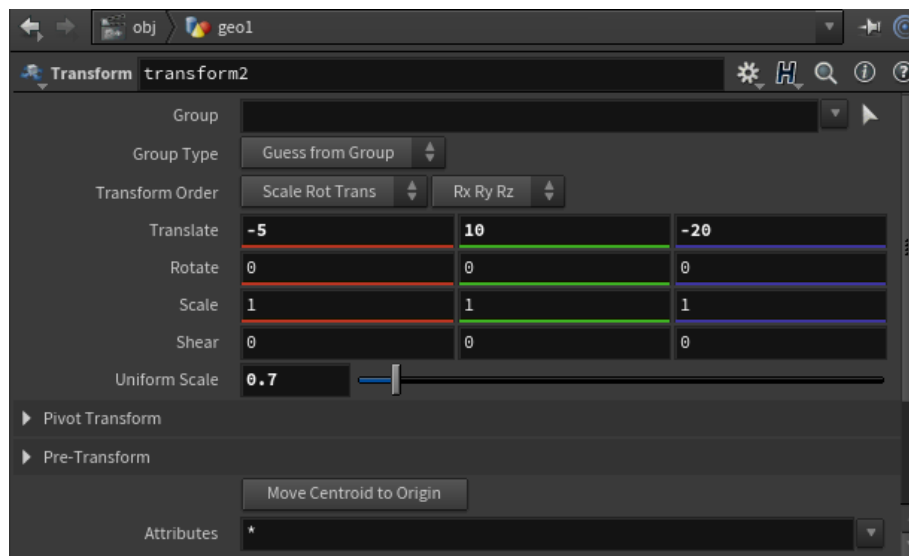 obj geo1
Transform transform2
Group
Group Type Guess from Group
Transform Order Scale Rot Trans Rx Ry Rz
Translate -5 10 -20
Rotate 0 0 0
Scale 1 1 1
Shear 0 0 0
Uniform Scale 0.7
Pivot Transform
Pre-Transform
Move Centroid to Origin
Attributes *